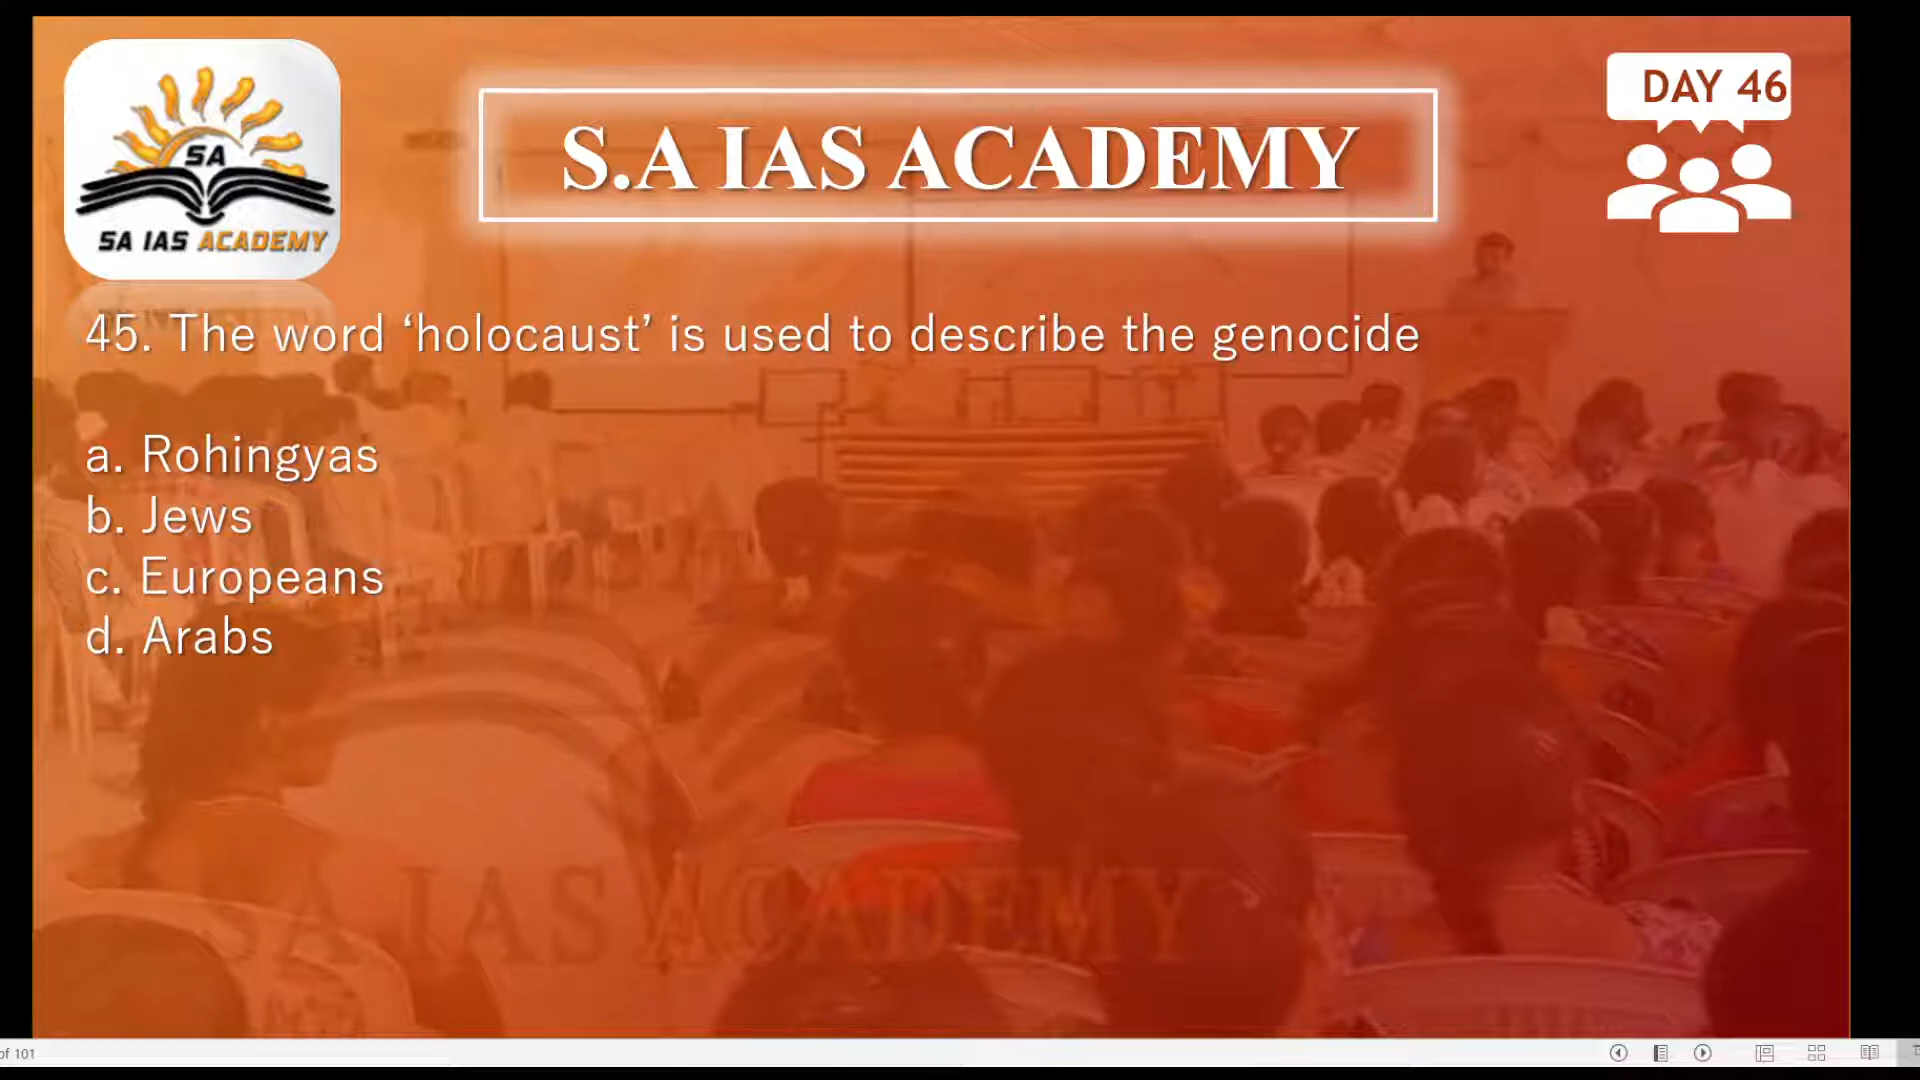 SA
SA IAS ACADEMY
S.A IAS ACADEMY
DAY 46
45. The word ‘holocaust’ is used to describe the genocide
a. Rohingyas
b. Jews
c. Europeans
d. Arabs
SA IAS ACADEMY
of 101